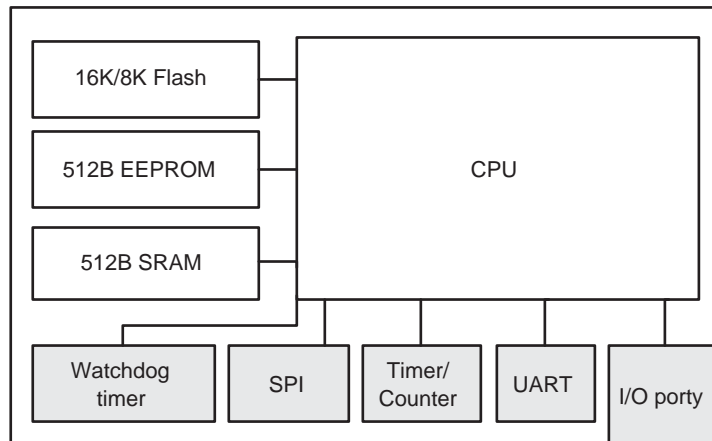 16K/8K Flash
512B EEPROM
CPU
512B SRAM
Watchdog
timer
SPI
Timer/
Counter
UART
I/O porty